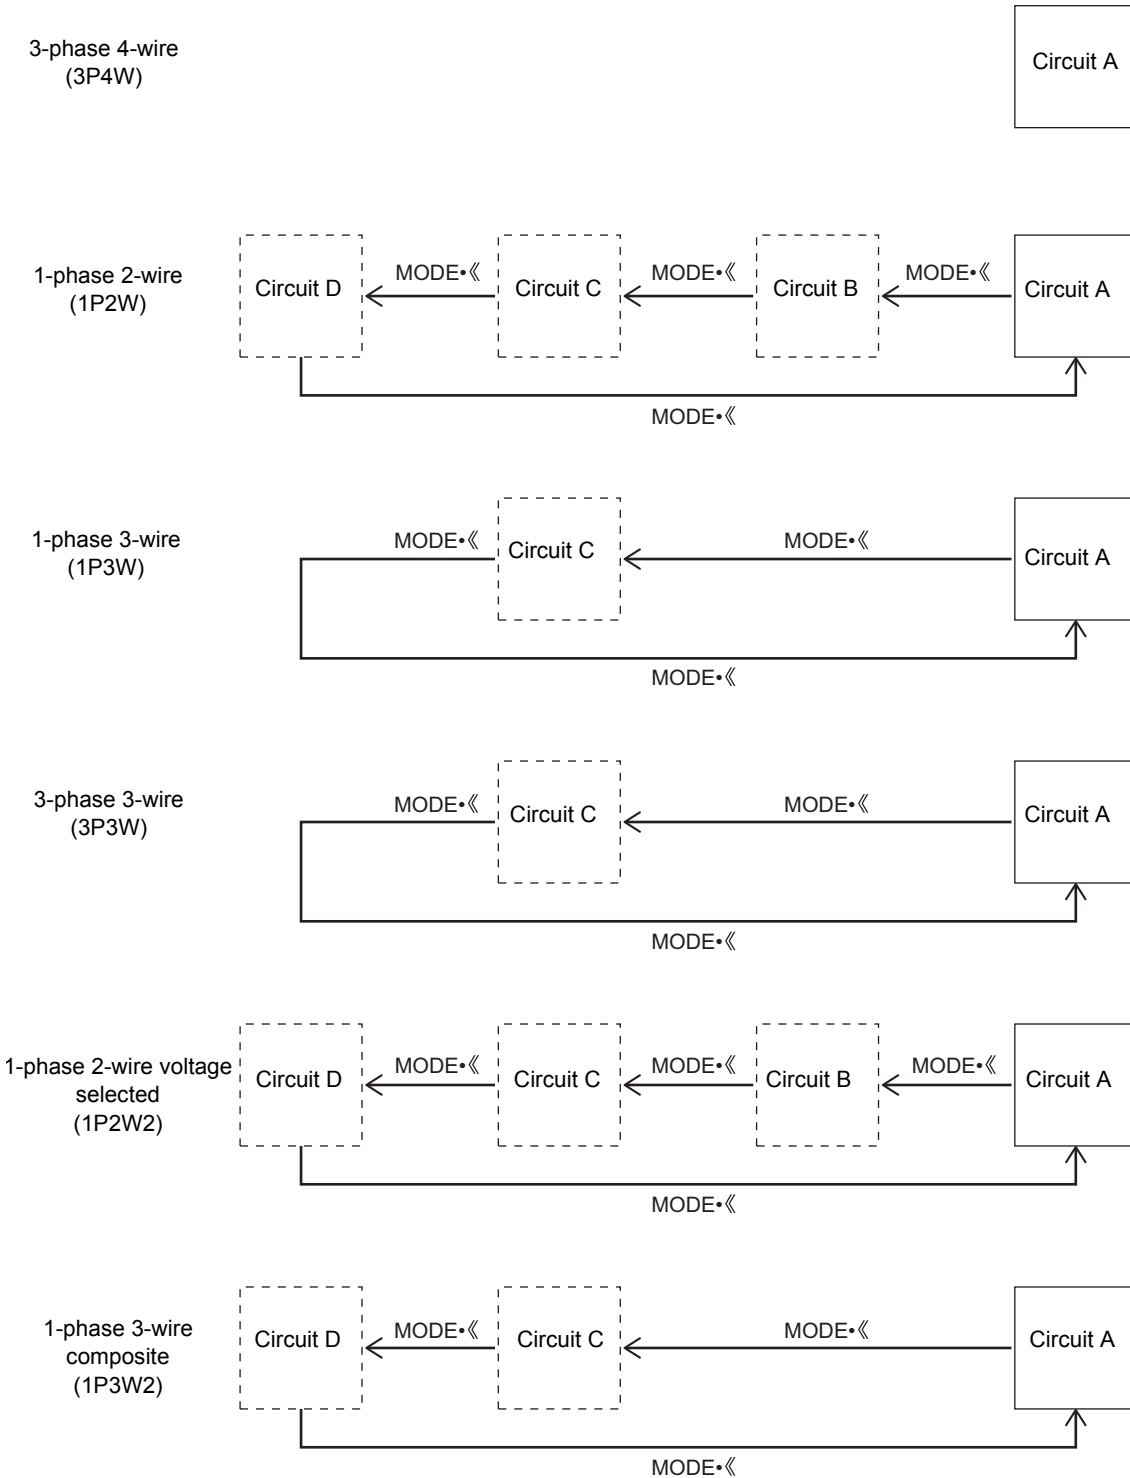 3-phase 4-wire
(3P4W)
Circuit A
1-phase 2-wire
(1P2W)
Circuit D
MODE•《
Circuit C
MODE•《
Circuit B
MODE•《
Circuit A
MODE•《
1-phase 3-wire
(1P3W)
MODE•《
Circuit C
MODE•《
Circuit A
MODE•《
3-phase 3-wire
(3P3W)
MODE•《
Circuit C
MODE•《
Circuit A
MODE•《
1-phase 2-wire voltage
selected
(1P2W2)
Circuit D
MODE•《
Circuit C
MODE•《
Circuit B
MODE•《
Circuit A
MODE•《
1-phase 3-wire
composite
(1P3W2)
Circuit D
MODE•《
Circuit C
MODE•《
Circuit A
MODE•《